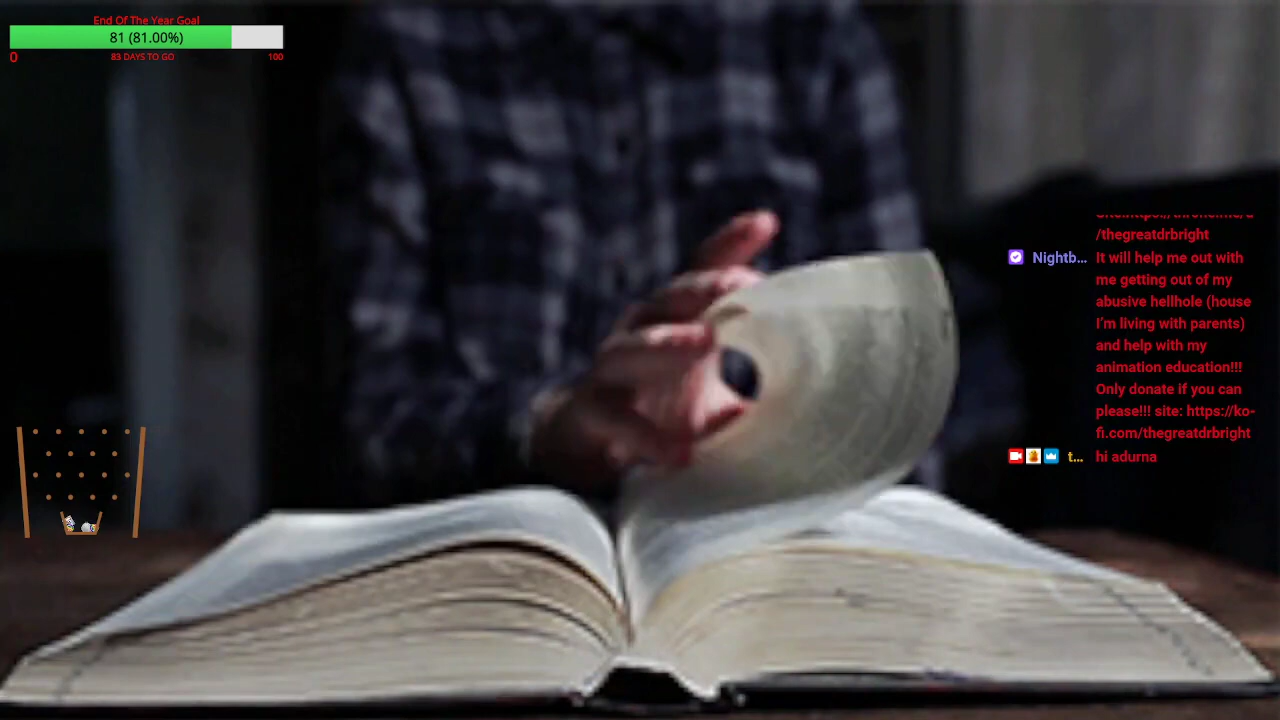 End Of The Year Goal
81 (81.00%)
0
83 DAYS TO GO
100
/thegreatdrbright
Nightb... It will help me out with
me getting out of my
abusive hellhole (house
I'm living with parents)
and help with my
animation education!!!
Only donate if you can
please!!! site: https://ko-
fi.com/thegreatdrbright
t... hi adurna